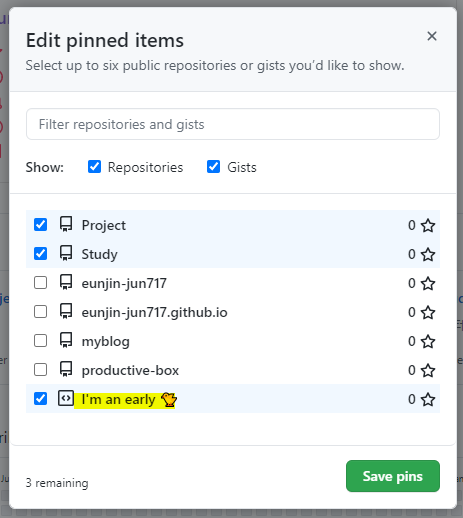 Edit pinned items
Select up to six public repositories or gists you'd like to show.
Filter repositories and gists
Show: Repositories Gists
Project 0
Study 0
eunjin-jun717 0
eunjin-jun717.github.io 0
myblog 0
productive-box 0
I'm an early 🐤 0
3 remaining
Save pins